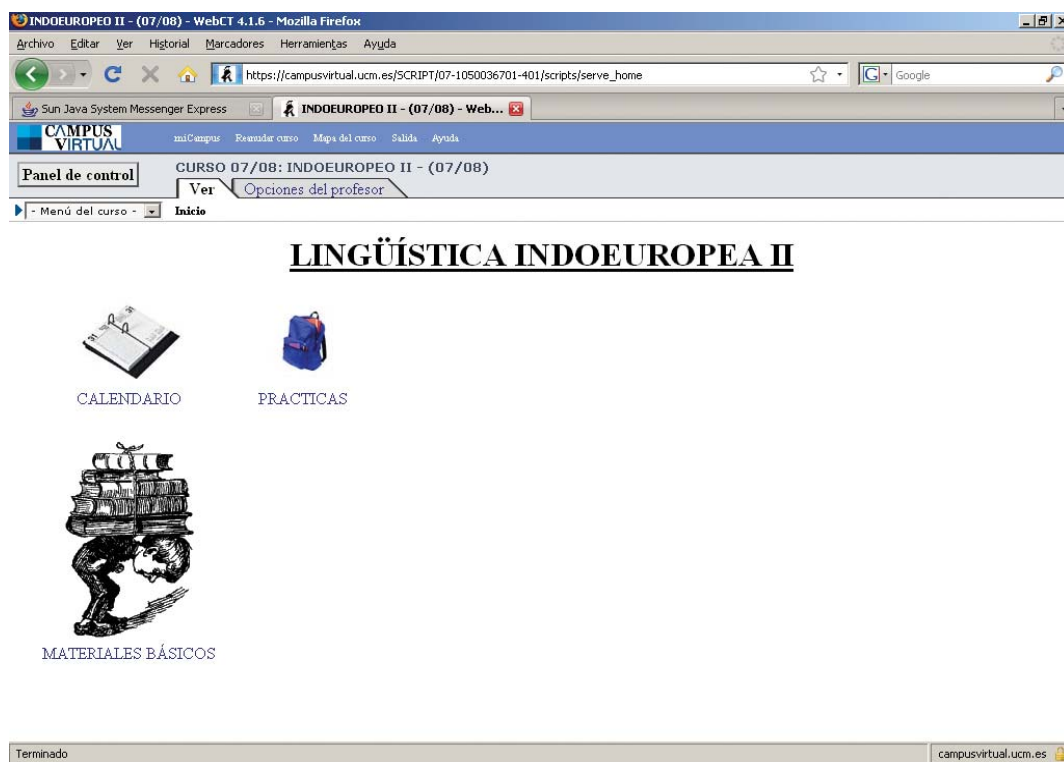 INDOEUROPEO II - (07/08) - WebCT 4.1.6 - Mozilla Firefox
Archivo Editar Ver Historial Marcadores Herramientas Ayuda
https://campusvirtual.ucm.es/SCRIPT/07-1050036701-401/scripts/serve_home G Google
Sun Java System Messenger Express INDOEUROPEO II - (07/08) - Web...
CAMPUS VIRTUAL
miCampus Reanudar curso Mapa del curso Salida Ayuda
Panel de control
CURSO 07/08: INDOEUROPEO II - (07/08)
Ver Opciones del profesor
- Menú del curso - Inicio
LINGÜÍSTICA INDOEUROPEA II
CALENDARIO PRACTICAS
MATERIALES BÁSICOS
Terminado campusvirtual.ucm.es